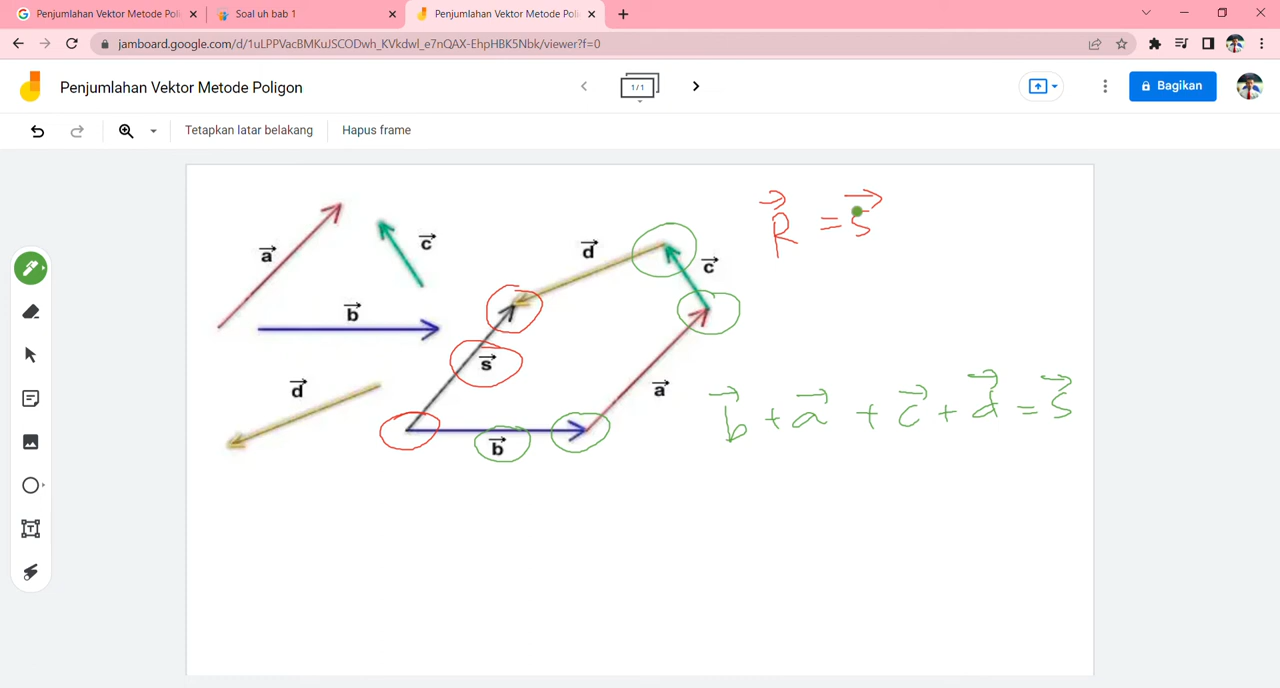 Penjumlahan Vektor Metode Poli
Soal uh bab 1
Penjumlahan Vektor Metode Poli
jamboard.google.com/d/1uLPPVacBMKuJSCODwh_KVkdwl_e7nQAX-EhpHBK5Nbk/viewer?f=0
Penjumlahan Vektor Metode Poligon
1/1
Bagikan
Tetapkan latar belakang
Hapus frame
a⃗
c⃗
b⃗
d⃗
d⃗
c⃗
s⃗
a⃗
b⃗
R⃗ = s⃗
b⃗ + a⃗ + c⃗ + d⃗ = s⃗